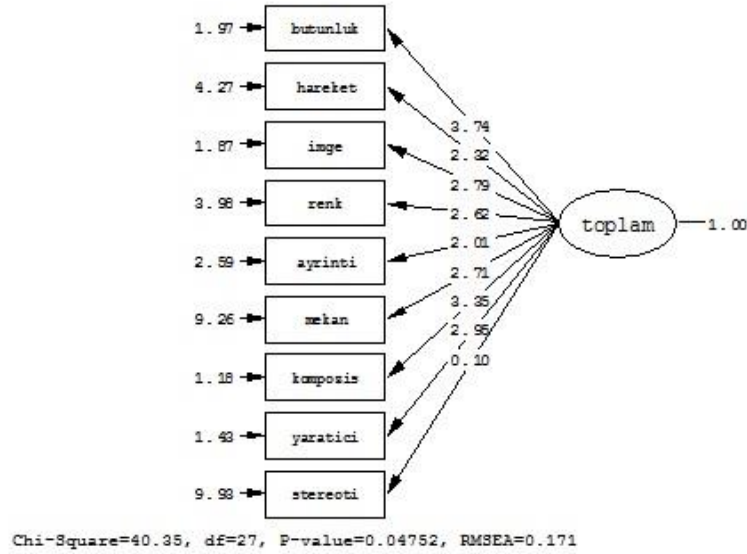 1.97 butunluk
4.27 hareket
1.87 imge
3.98 renk
2.59 ayrinti
9.26 mekan
1.18 komposis
1.43 yaratici
9.93 stereoti
3.74
2.32
2.79
2.62
2.01
2.71
3.35
2.95
0.10
toplam 1.00
Chi-Square=40.35, df=27, P-value=0.04752, RMSEA=0.171